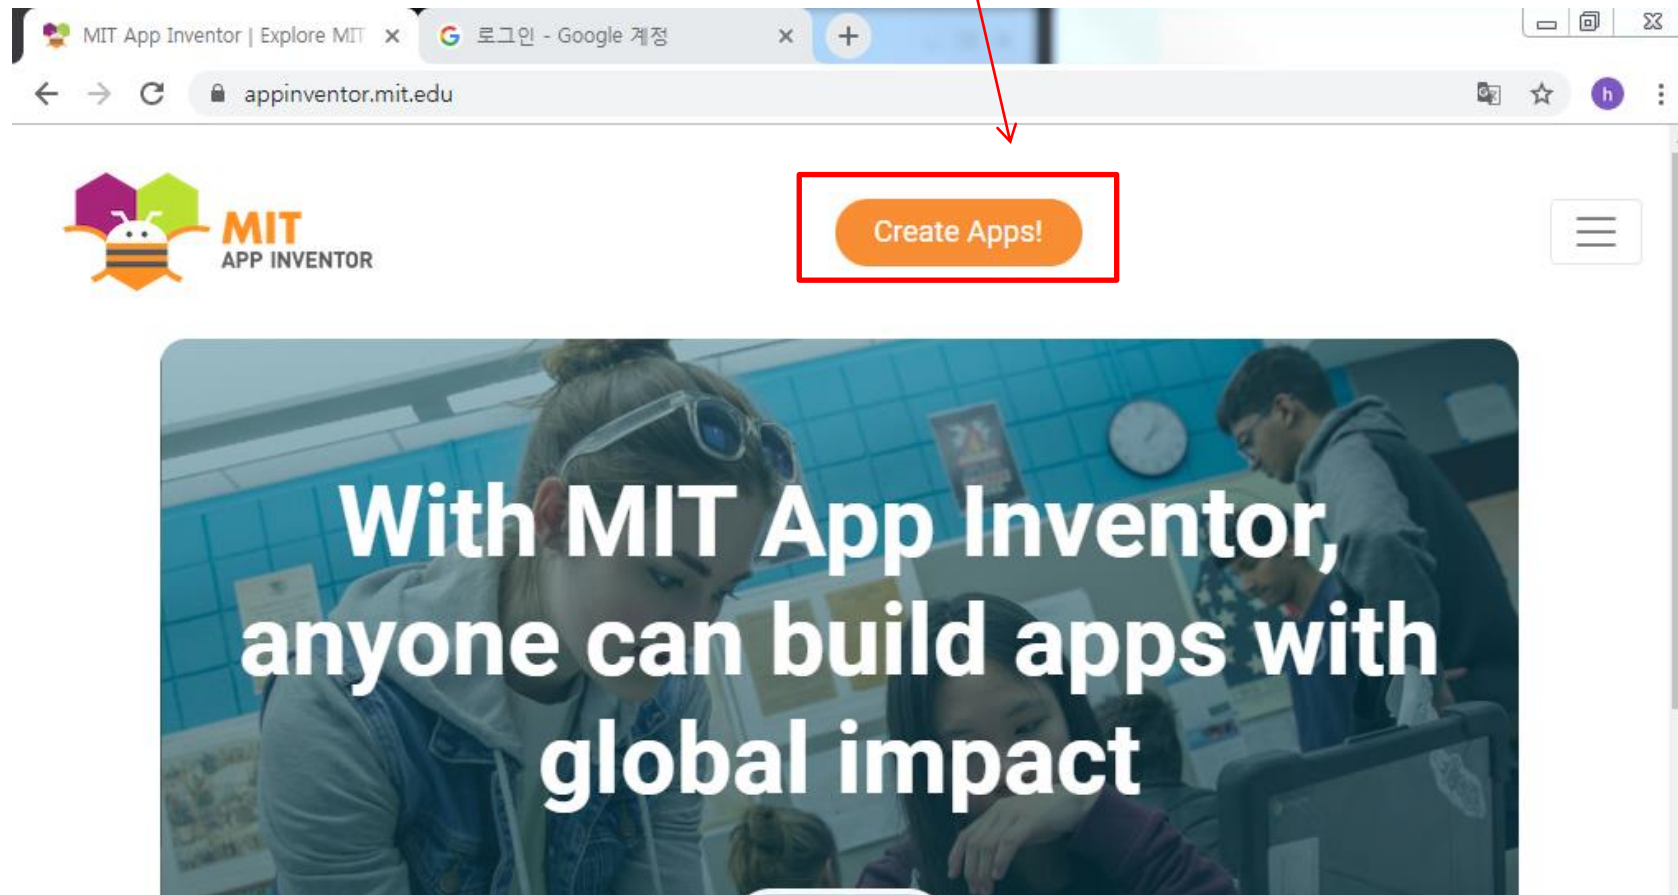 MIT App Inventor | Explore MIT
로그인 - Google 계정
appinventor.mit.edu
h
MIT
APP INVENTOR
Create Apps!
With MIT App Inventor,
anyone can build apps with
global impact